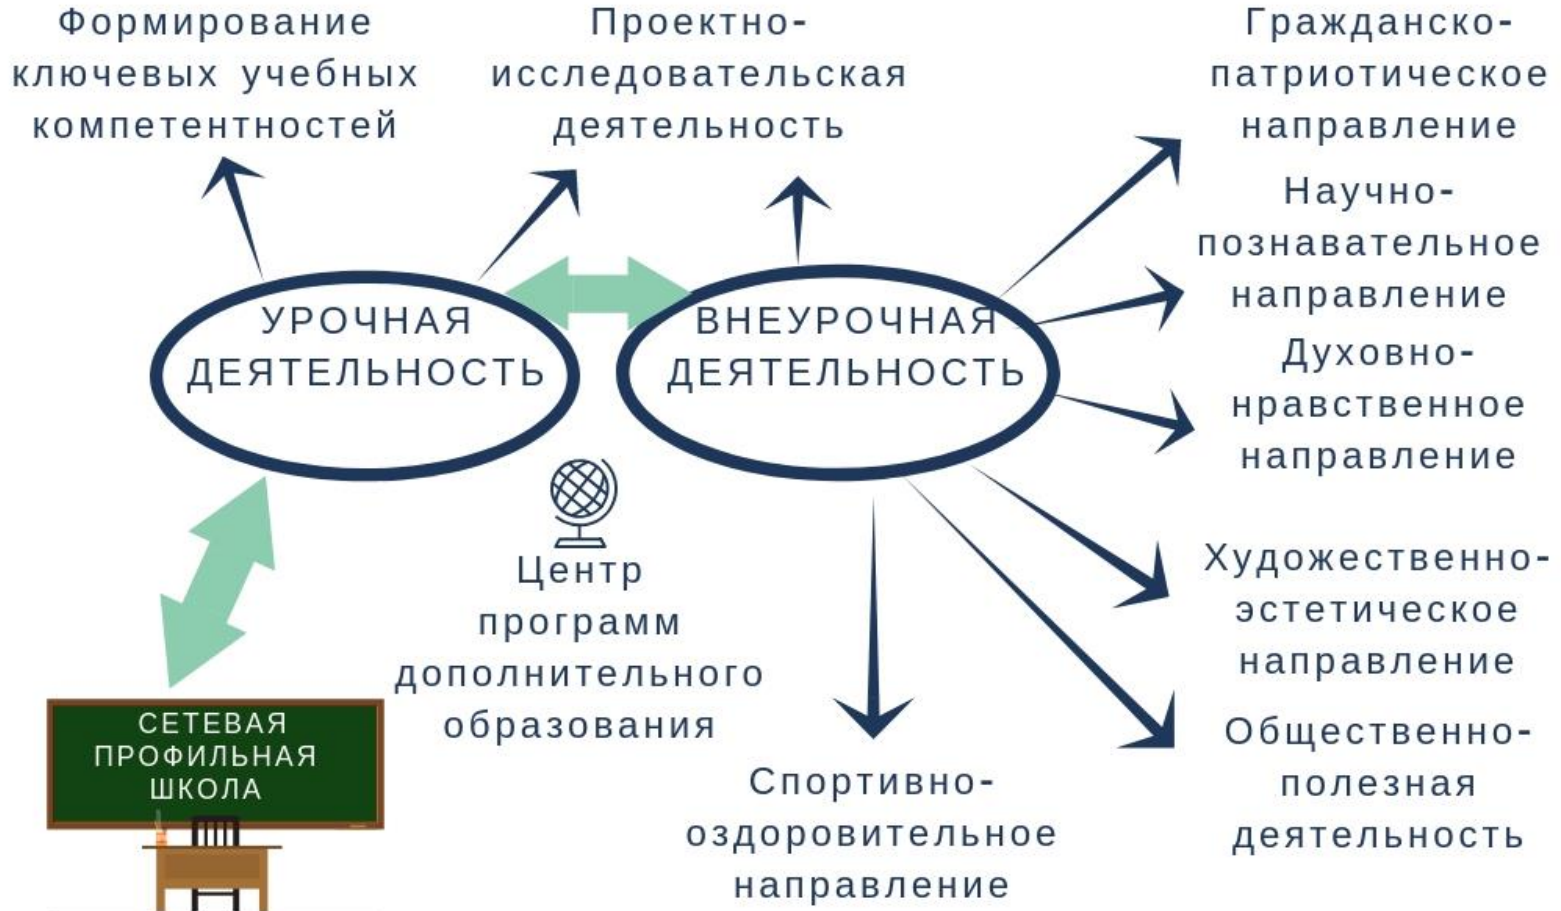 Формирование
ключевых учебных
компетентностей
Проектно-
исследовательская
деятельность
Гражданско-
патриотическое
направление
Научно-
познавательное
направление
Духовно-
нравственное
направление
УРОЧНАЯ
ДЕЯТЕЛЬНОСТЬ
ВНЕУРОЧНАЯ
ДЕЯТЕЛЬНОСТЬ
Центр
программ
дополнительного
образования
Художественно-
эстетическое
направление
СЕТЕВАЯ
ПРОФИЛЬНАЯ
ШКОЛА
Спортивно-
оздоровительное
направление
Общественно-
полезная
деятельность